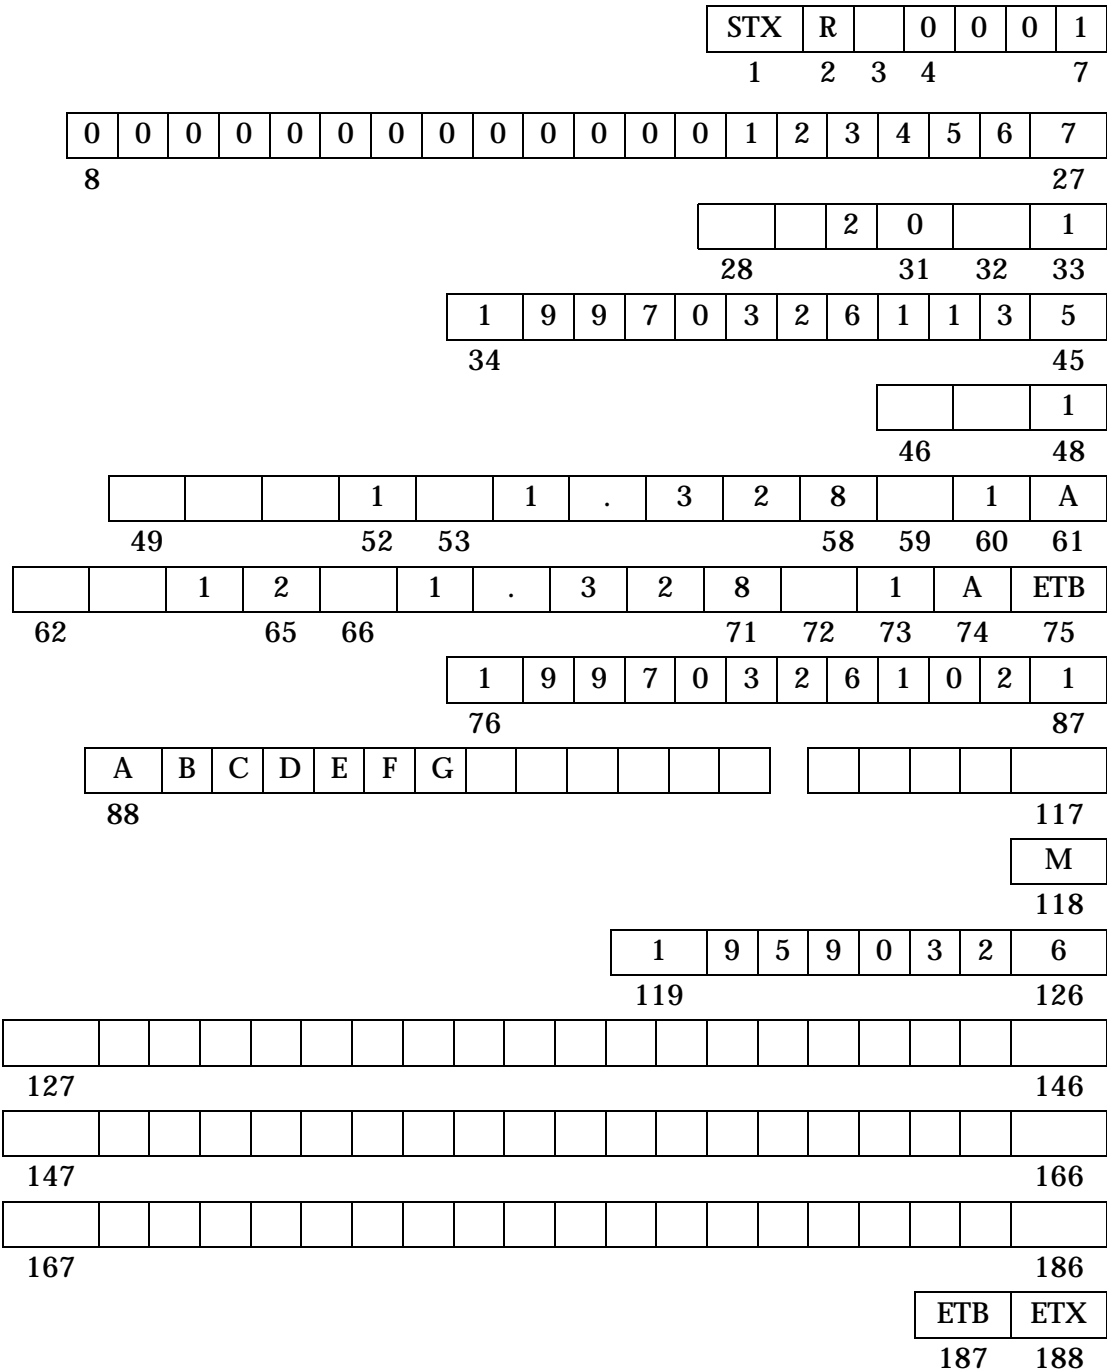 STX R 0 0 0 1
1 2 3 4 7
0 0 0 0 0 0 0 0 0 0 0 0 0 1 2 3 4 5 6 7
8 27
2 0 1
28 31 32 33
1 9 9 7 0 3 2 6 1 1 3 5
34 45
1
46 48
1 1 . 3 2 8 1 A
49 52 53 58 59 60 61
1 2 1 . 3 2 8 1 A ETB
62 65 66 71 72 73 74 75
1 9 9 7 0 3 2 6 1 0 2 1
76 87
A B C D E F G
88 117
M
118
1 9 5 9 0 3 2 6
119 126
127 146
147 166
167 186
ETB ETX
187 188